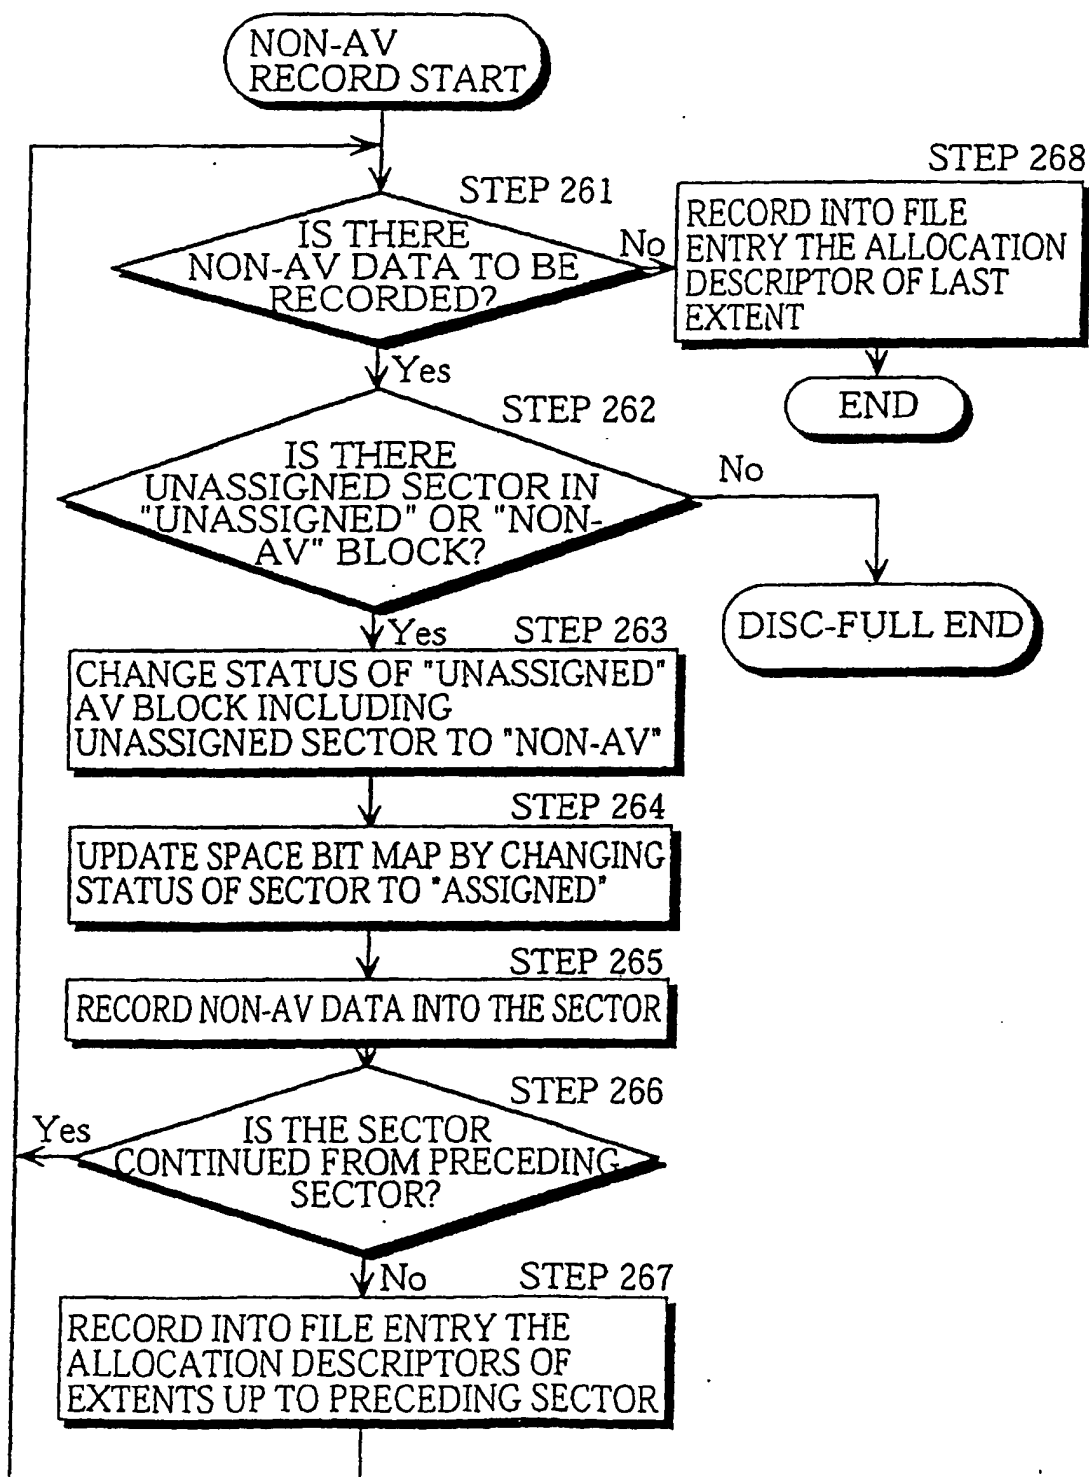 NON-AV
RECORD START
STEP 261
IS THERE
NON-AV DATA TO BE
RECORDED?
No
STEP 268
RECORD INTO FILE
ENTRY THE ALLOCATION
DESCRIPTOR OF LAST
EXTENT
END
Yes
STEP 262
IS THERE
UNASSIGNED SECTOR IN
"UNASSIGNED" OR "NON-
AV" BLOCK?
No
DISC-FULL END
Yes
STEP 263
CHANGE STATUS OF "UNASSIGNED"
AV BLOCK INCLUDING
UNASSIGNED SECTOR TO "NON-AV"
STEP 264
UPDATE SPACE BIT MAP BY CHANGING
STATUS OF SECTOR TO "ASSIGNED"
STEP 265
RECORD NON-AV DATA INTO THE SECTOR
STEP 266
Yes
IS THE SECTOR
CONTINUED FROM PRECEDING
SECTOR?
No
STEP 267
RECORD INTO FILE ENTRY THE
ALLOCATION DESCRIPTORS OF
EXTENTS UP TO PRECEDING SECTOR